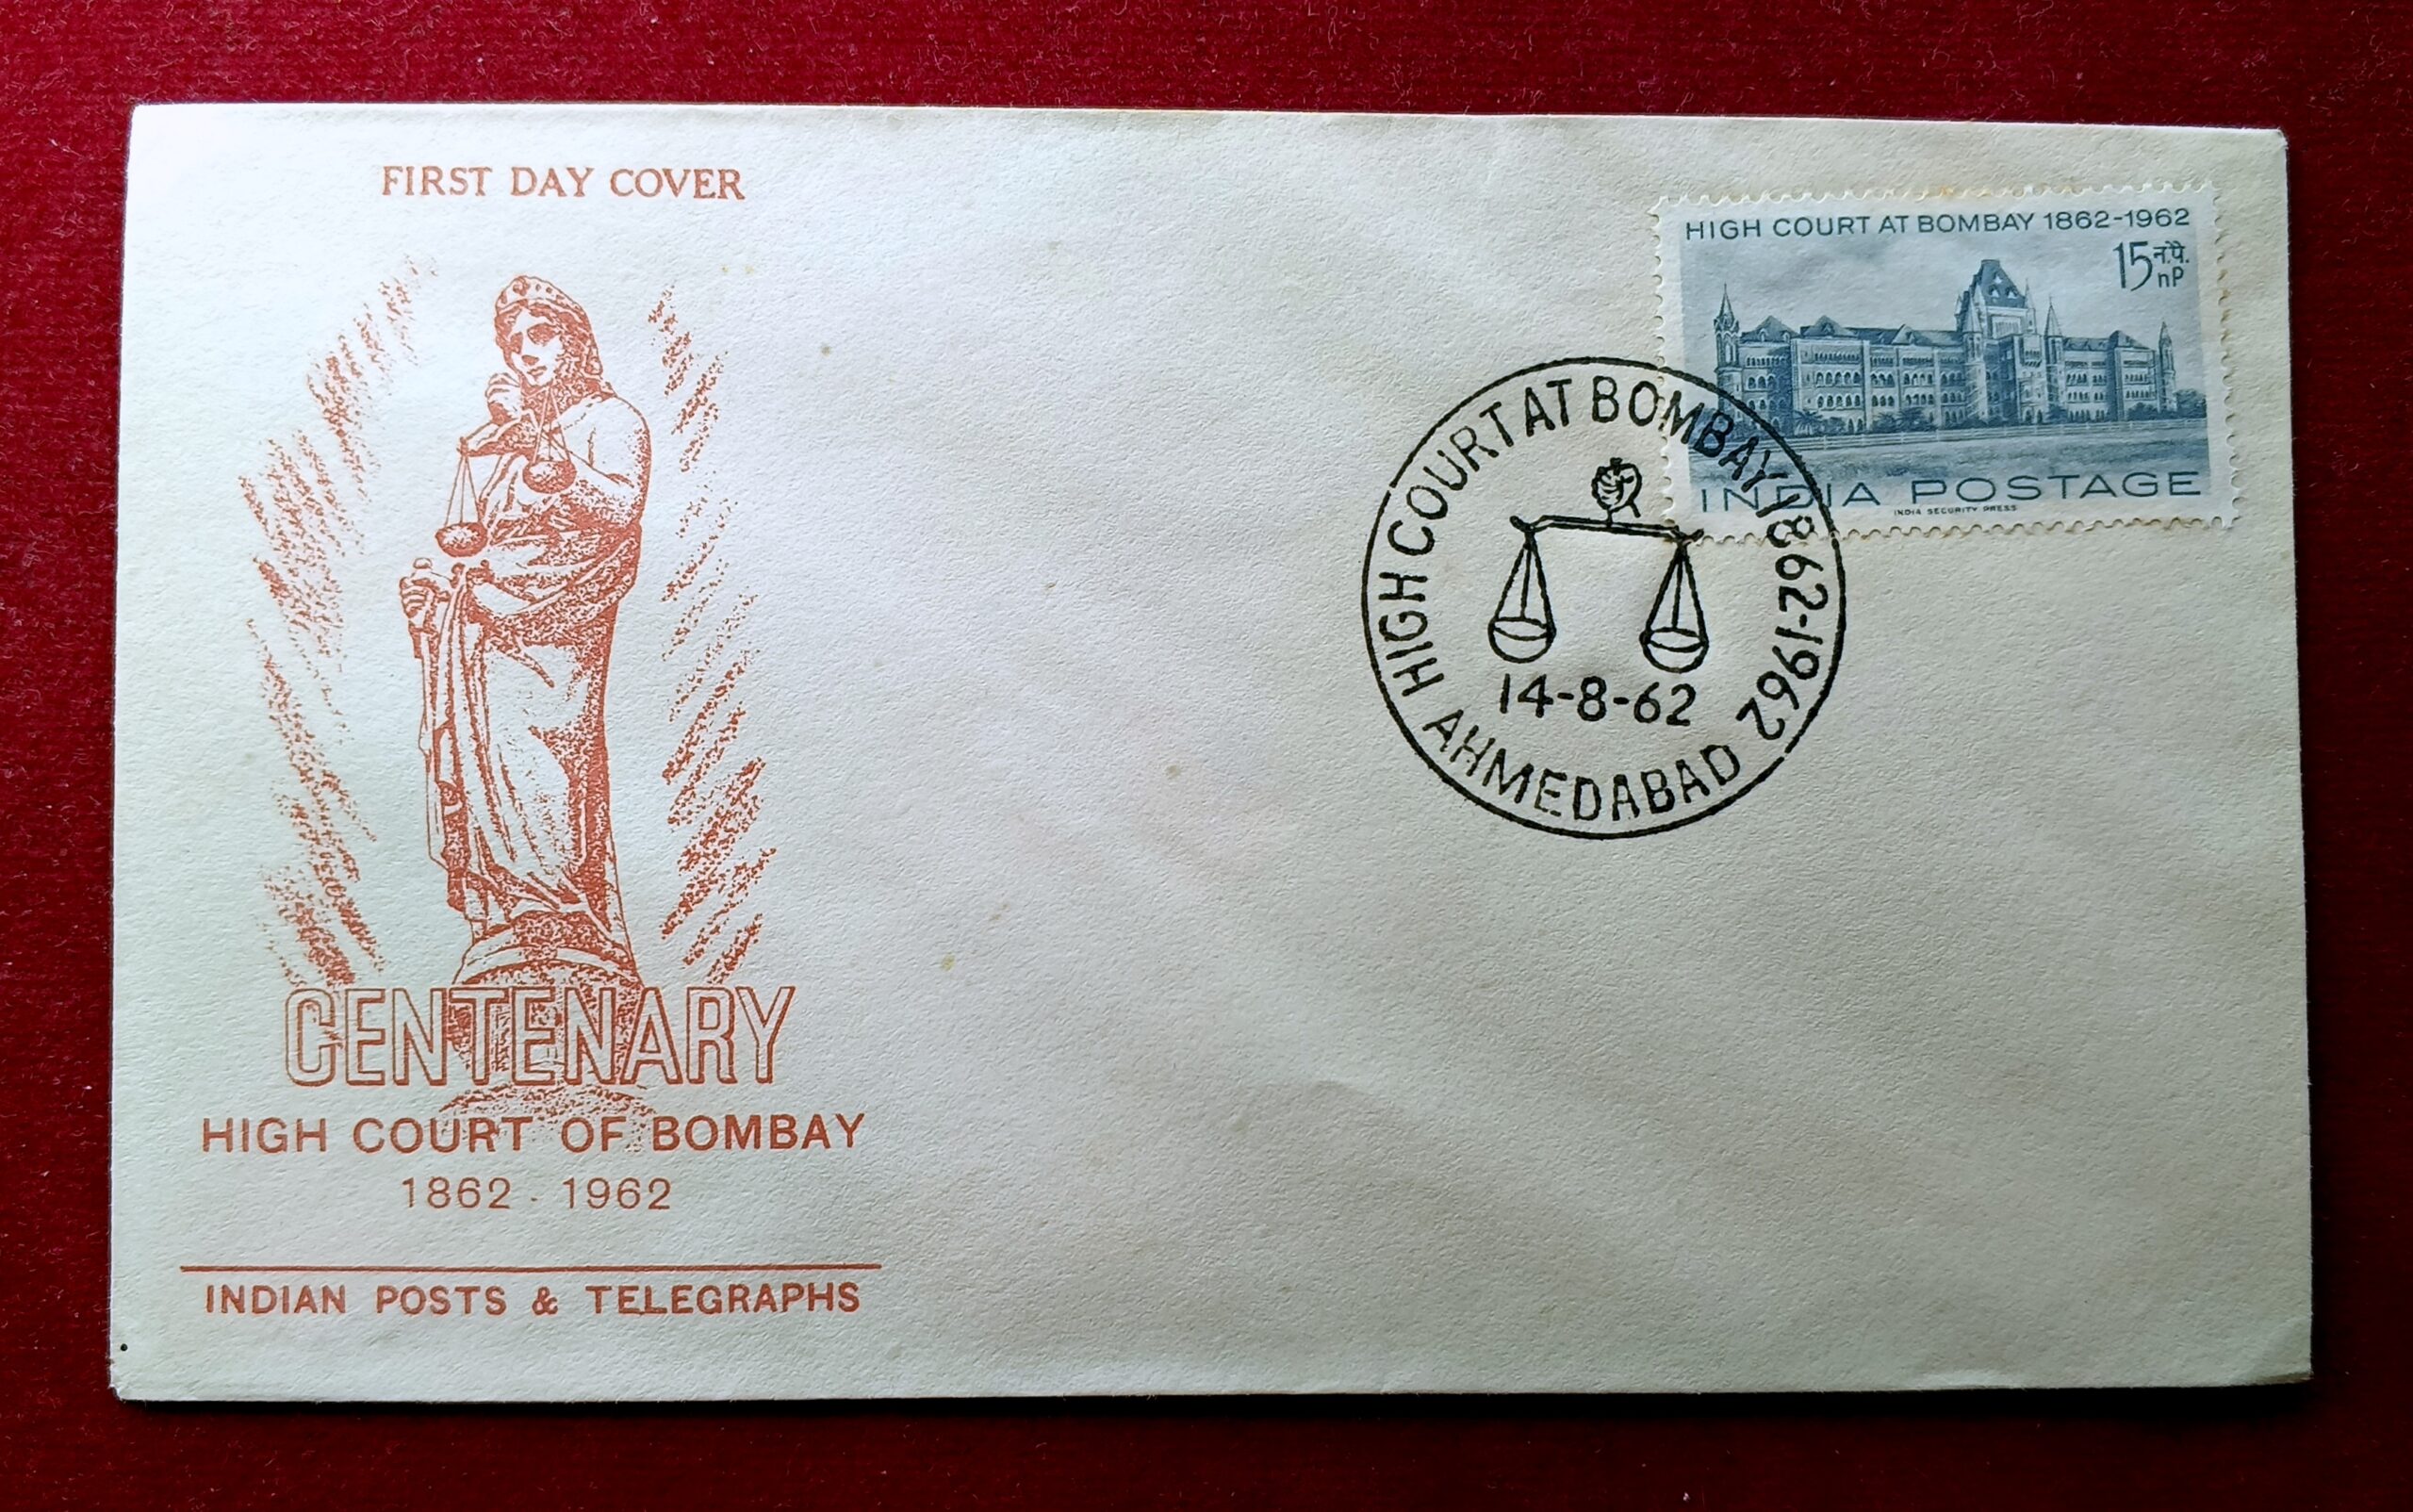 FIRST DAY COVER
HIGH COURT AT BOMBAY 1862-1962
15 न.पै.
nP
INDIA POSTAGE
INDIA SECURITY PRESS
HIGH COURT AT BOMBAY 1862-1962
14-8-62
AHMEDABAD
CENTENARY
HIGH COURT OF BOMBAY
1862 - 1962
INDIAN POSTS & TELEGRAPHS